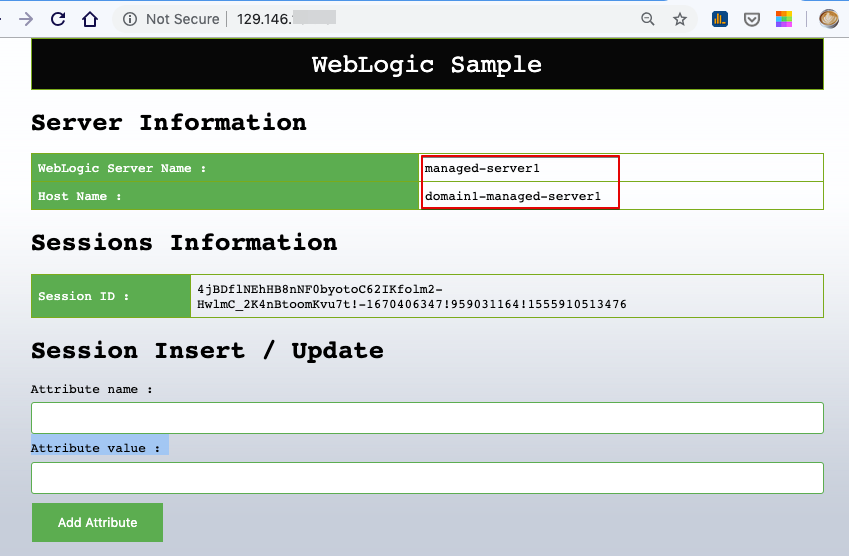 Not Secure
129.146.
WebLogic Sample
Server Information
WebLogic Server Name : managed-server1
Host Name : domain1-managed-server1
Sessions Information
Session ID : 4jBDflNEhHB8nNF0byotoC62IKfolm2-
HwlmC_2K4nBtoomKvu7t!-1670406347!959031164!1555910513476
Session Insert / Update
Attribute name :
Attribute value :
Add Attribute